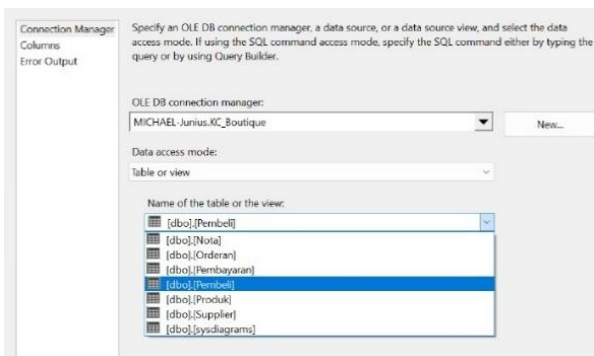 Connection Manager
Columns
Error Output
Specify an OLE DB connection manager, a data source, or a data source view, and select the data
access mode. If using the SQL command access mode, specify the SQL command either by typing the
query or by using Query Builder.
OLE DB connection manager:
MICHAEL-Junius.KC_Boutique
New...
Data access mode:
Table or view
Name of the table or the view:
[dbo].[Pembeli]
[dbo].[Nota]
[dbo].[Orderan]
[dbo].[Pembayaran]
[dbo].[Pembeli]
[dbo].[Produk]
[dbo].[Supplier]
[dbo].[sysdiagrams]